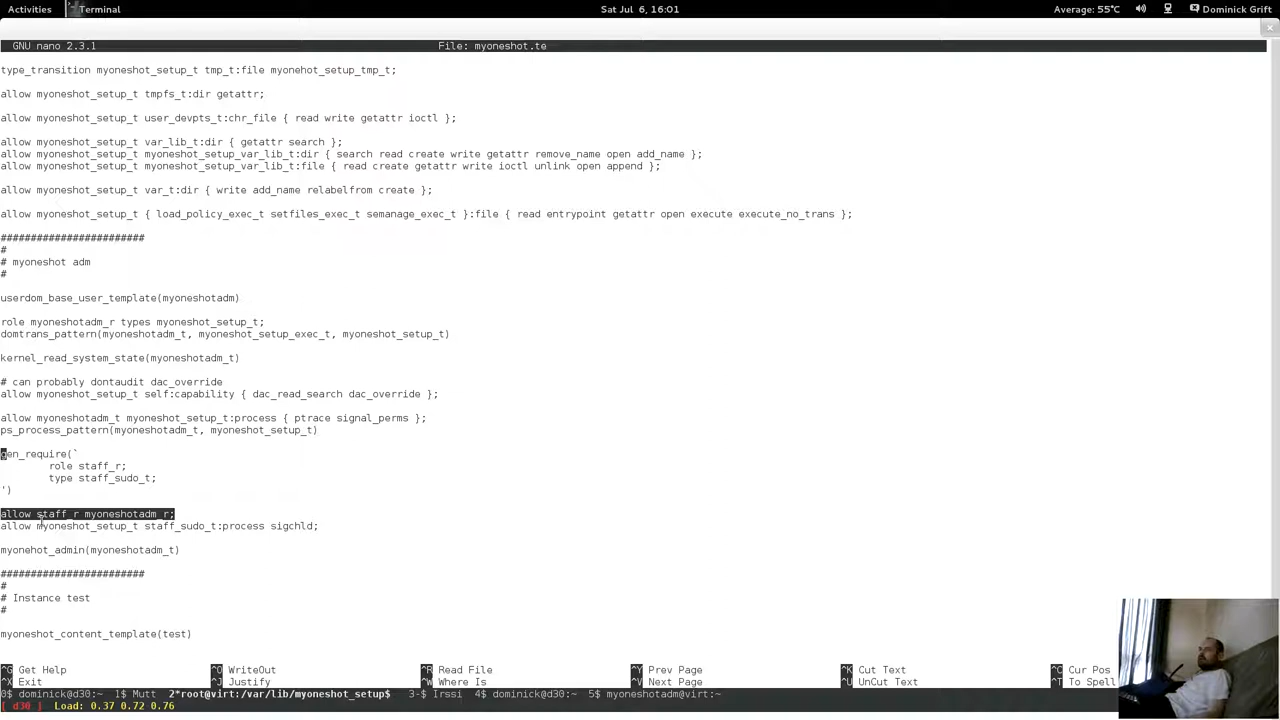 Activities Terminal Sat Jul 6, 16:01 Average: 55°C Dominick Grift
GNU nano 2.3.1 File: myoneshot.te
type_transition myoneshot_setup_t tmp_t:file myonehot_setup_tmp_t;
allow myoneshot_setup_t tmpfs_t:dir getattr;
allow myoneshot_setup_t user_devpts_t:chr_file { read write getattr ioctl };
allow myoneshot_setup_t var_lib_t:dir { getattr search };
allow myoneshot_setup_t myoneshot_setup_var_lib_t:dir { search read create write getattr remove_name open add_name };
allow myoneshot_setup_t myoneshot_setup_var_lib_t:file { read create getattr write ioctl unlink open append };
allow myoneshot_setup_t var_t:dir { write add_name relabelfrom create };
allow myoneshot_setup_t { load_policy_exec_t setfiles_exec_t semanage_exec_t }:file { read entrypoint getattr open execute execute_no_trans };
########################
#
# myoneshot adm
#
userdom_base_user_template(myoneshotadm)
role myoneshotadm_r types myoneshot_setup_t;
domtrans_pattern(myoneshotadm_t, myoneshot_setup_exec_t, myoneshot_setup_t)
kernel_read_system_state(myoneshotadm_t)
# can probably dontaudit dac_override
allow myoneshot_setup_t self:capability { dac_read_search dac_override };
allow myoneshotadm_t myoneshot_setup_t:process { ptrace signal_perms };
ps_process_pattern(myoneshotadm_t, myoneshot_setup_t)
gen_require(`
role staff_r;
type staff_sudo_t;
')
allow staff_r myoneshotadm_r;
allow myoneshot_setup_t staff_sudo_t:process sigchld;
myonehot_admin(myoneshotadm_t)
########################
#
# Instance test
#
myoneshot_content_template(test)
^G Get Help ^O WriteOut ^R Read File ^Y Prev Page ^K Cut Text ^C Cur Pos
^X Exit ^J Justify ^W Where Is ^V Next Page ^U UnCut Text ^T To Spell
0$ dominick@d30:~ 1$ Mutt 2*root@virt:/var/lib/myoneshot_setup$ 3-$ Irssi 4$ dominick@d30:~ 5$ myoneshotadm@virt:~
[ d30 ] Load: 0.37 0.72 0.76